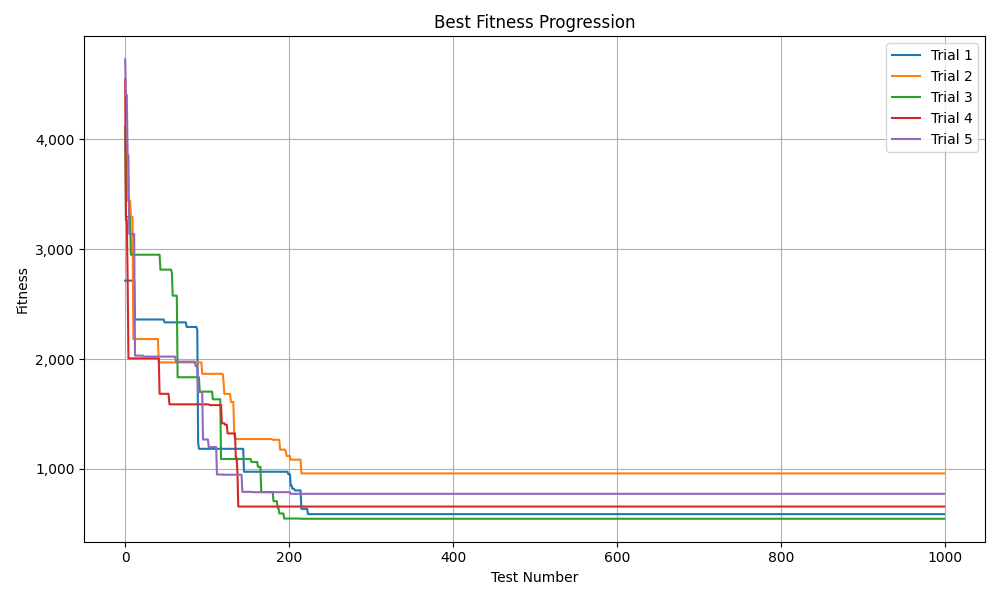 Best Fitness Progression
Trial 1
Trial 2
Trial 3
Trial 4
Trial 5
4,000
3,000
2,000
1,000
Fitness
0
200
400
600
800
1000
Test Number